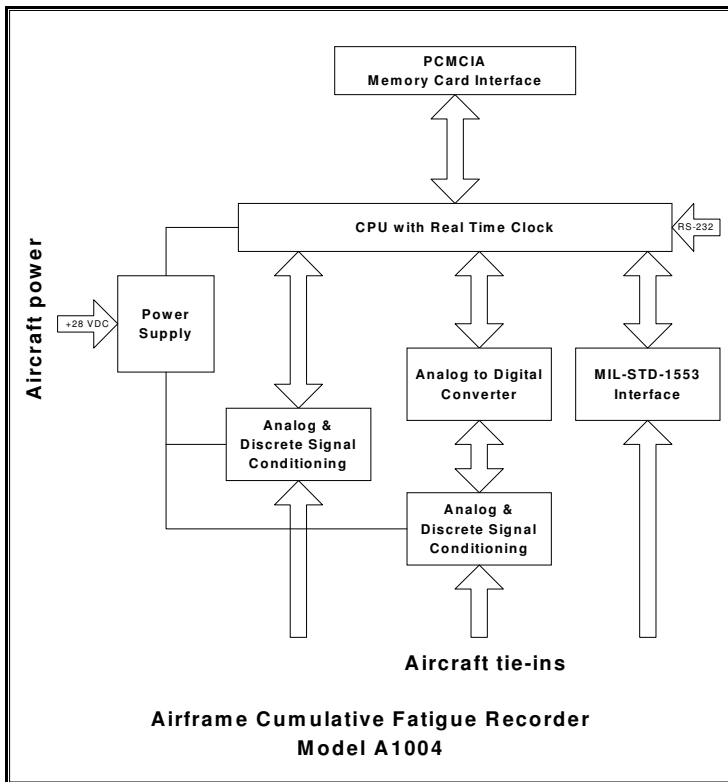 PCMCIA
Memory Card Interface
CPU with Real Time Clock
RS-232
Aircraft power
+28 VDC
Power
Supply
Analog to Digital
Converter
MIL-STD-1553
Interface
Analog &
Discrete Signal
Conditioning
Analog &
Discrete Signal
Conditioning
Aircraft tie-ins
Airframe Cumulative Fatigue Recorder
Model A1004